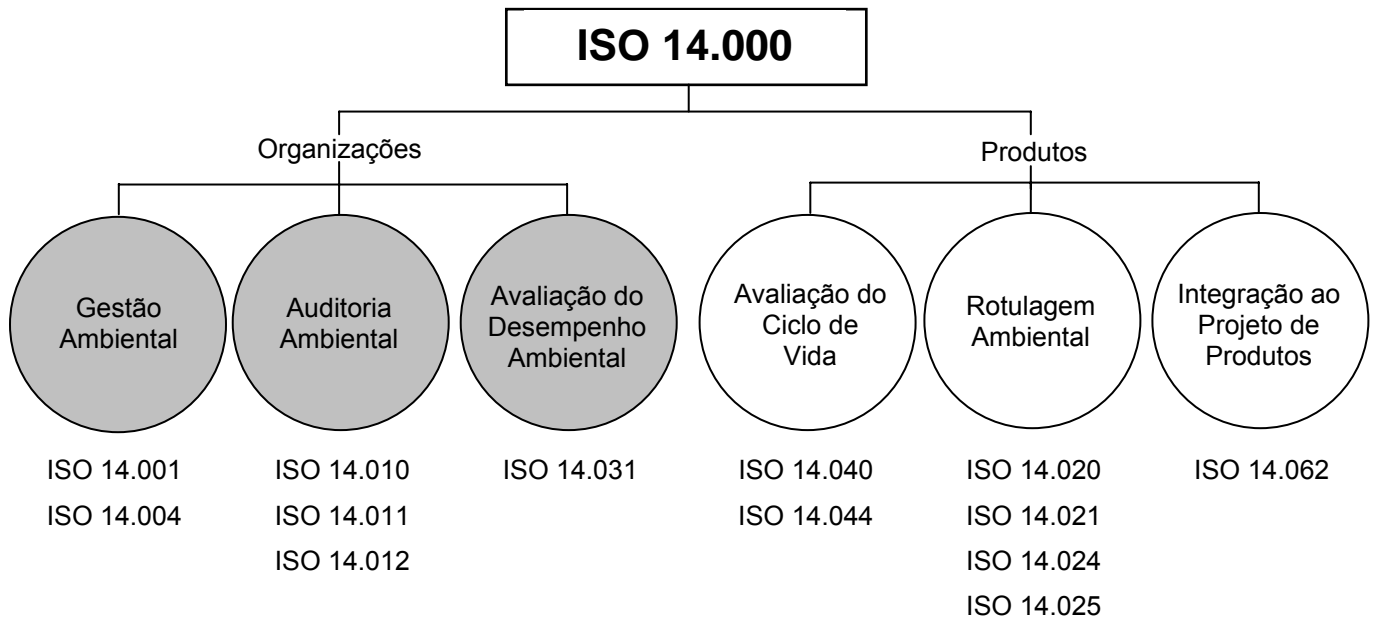 ISO 14.000
Organizações
Produtos
Gestão
Ambiental
Auditoria
Ambiental
Avaliação do
Desempenho
Ambiental
Avaliação do
Ciclo de
Vida
Rotulagem
Ambiental
Integração ao
Projeto de
Produtos
ISO 14.001
ISO 14.004
ISO 14.010
ISO 14.011
ISO 14.012
ISO 14.031
ISO 14.040
ISO 14.044
ISO 14.020
ISO 14.021
ISO 14.024
ISO 14.025
ISO 14.062